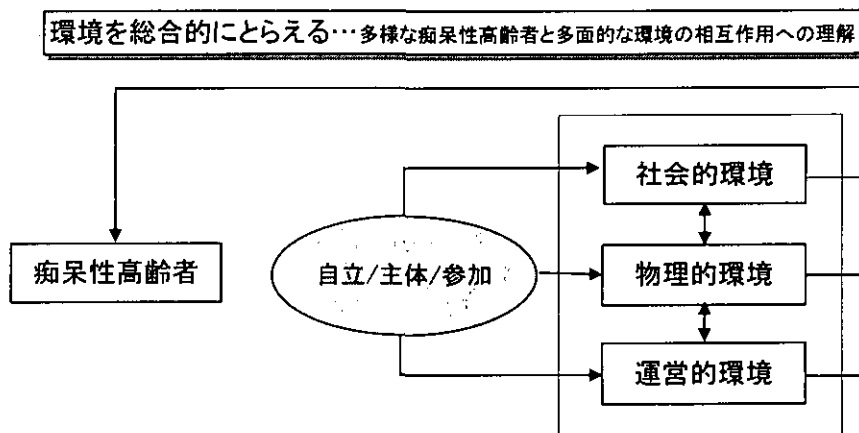 環境を総合的にとらえる…多様な痴呆性高齢者と多面的な環境の相互作用への理解
社会的環境
痴呆性高齢者
自立/主体/参加
物理的環境
運営的環境